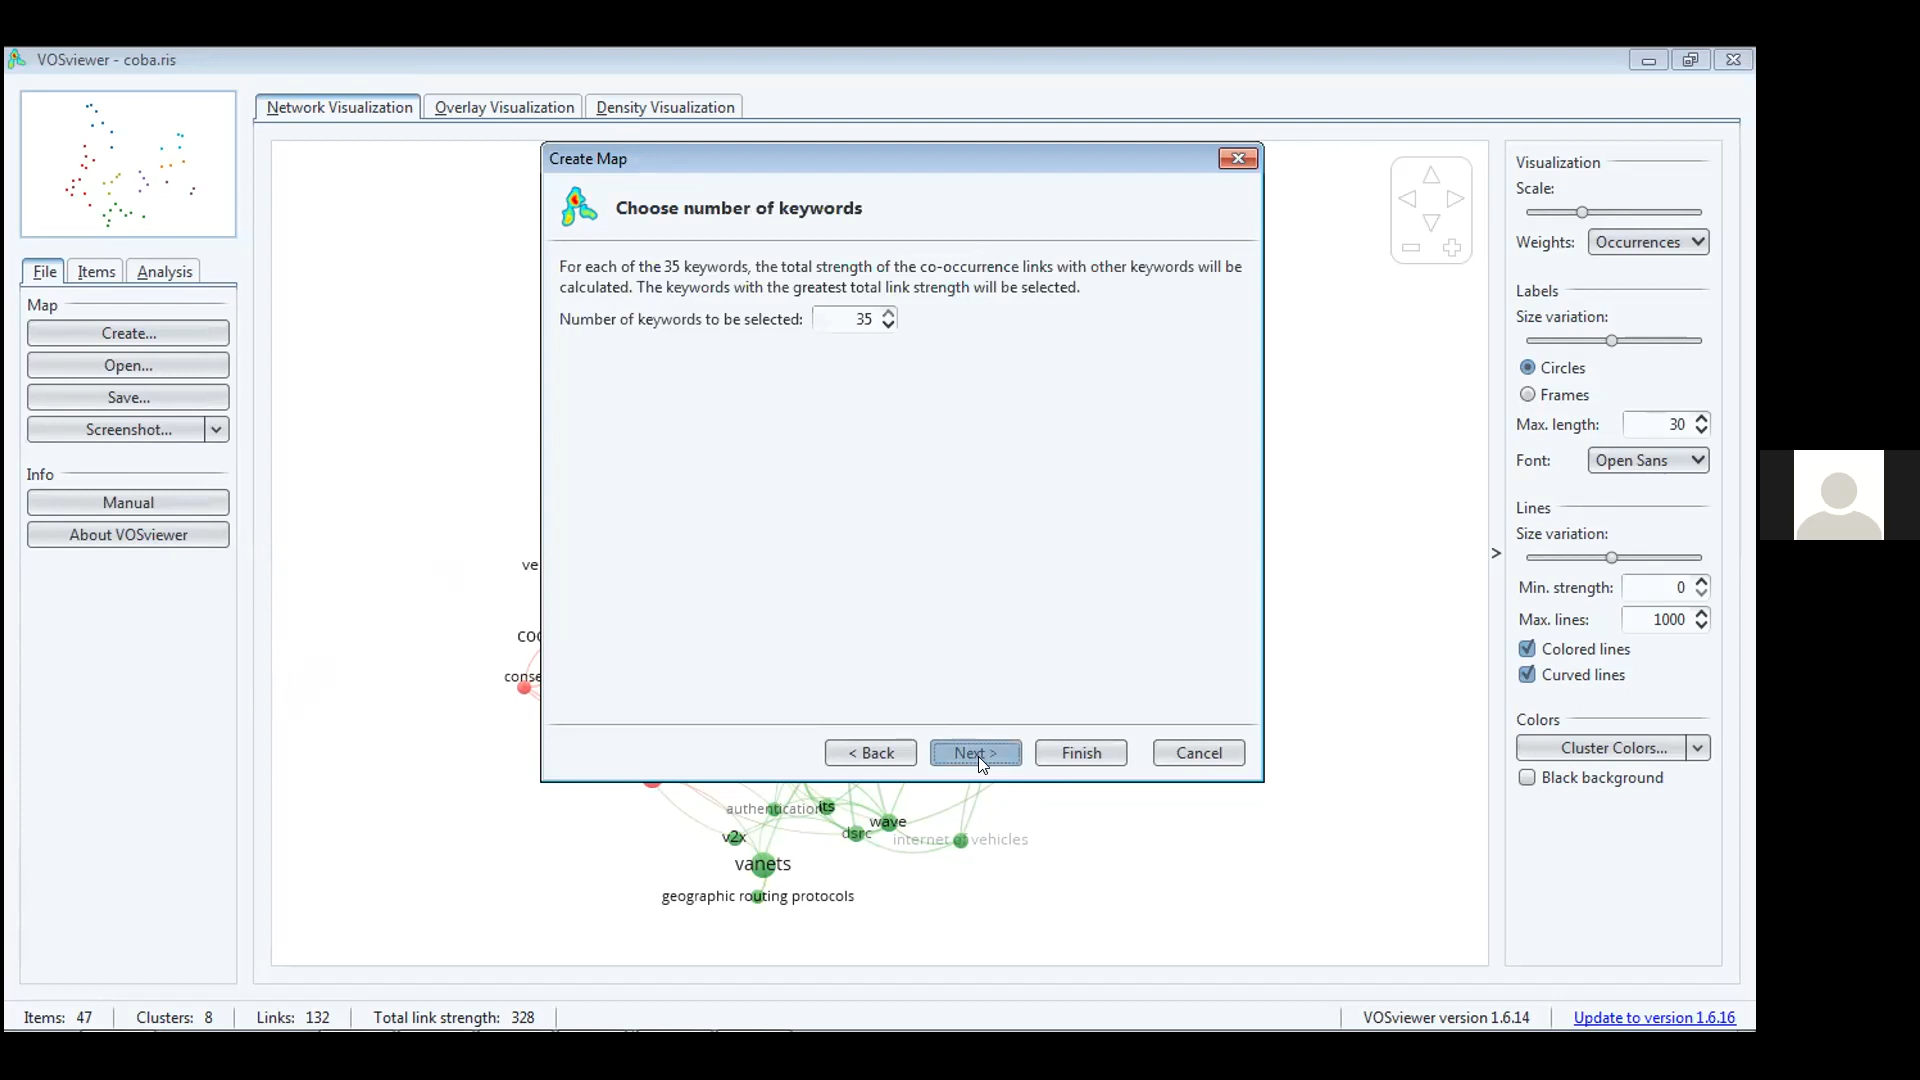 VOSviewer - coba.ris
Network Visualization
Overlay Visualization
Density Visualization
File
Items
Analysis
Map
Create...
Open...
Save...
Screenshot...
Info
Manual
About VOSviewer
Create Map
Choose number of keywords
For each of the 35 keywords, the total strength of the co-occurrence links with other keywords will be
calculated. The keywords with the greatest total link strength will be selected.
Number of keywords to be selected: 35
< Back
Next >
Finish
Cancel
ve
coo
conse
authentication
its
wave
dsrc
v2x
internet of vehicles
vanets
geographic routing protocols
Visualization
Scale:
Weights: Occurrences
Labels
Size variation:
Circles
Frames
Max. length: 30
Font: Open Sans
Lines
Size variation:
>
Min. strength: 0
Max. lines: 1000
Colored lines
Curved lines
Colors
Cluster Colors...
Black background
Items: 47
Clusters: 8
Links: 132
Total link strength: 328
VOSviewer version 1.6.14
Update to version 1.6.16